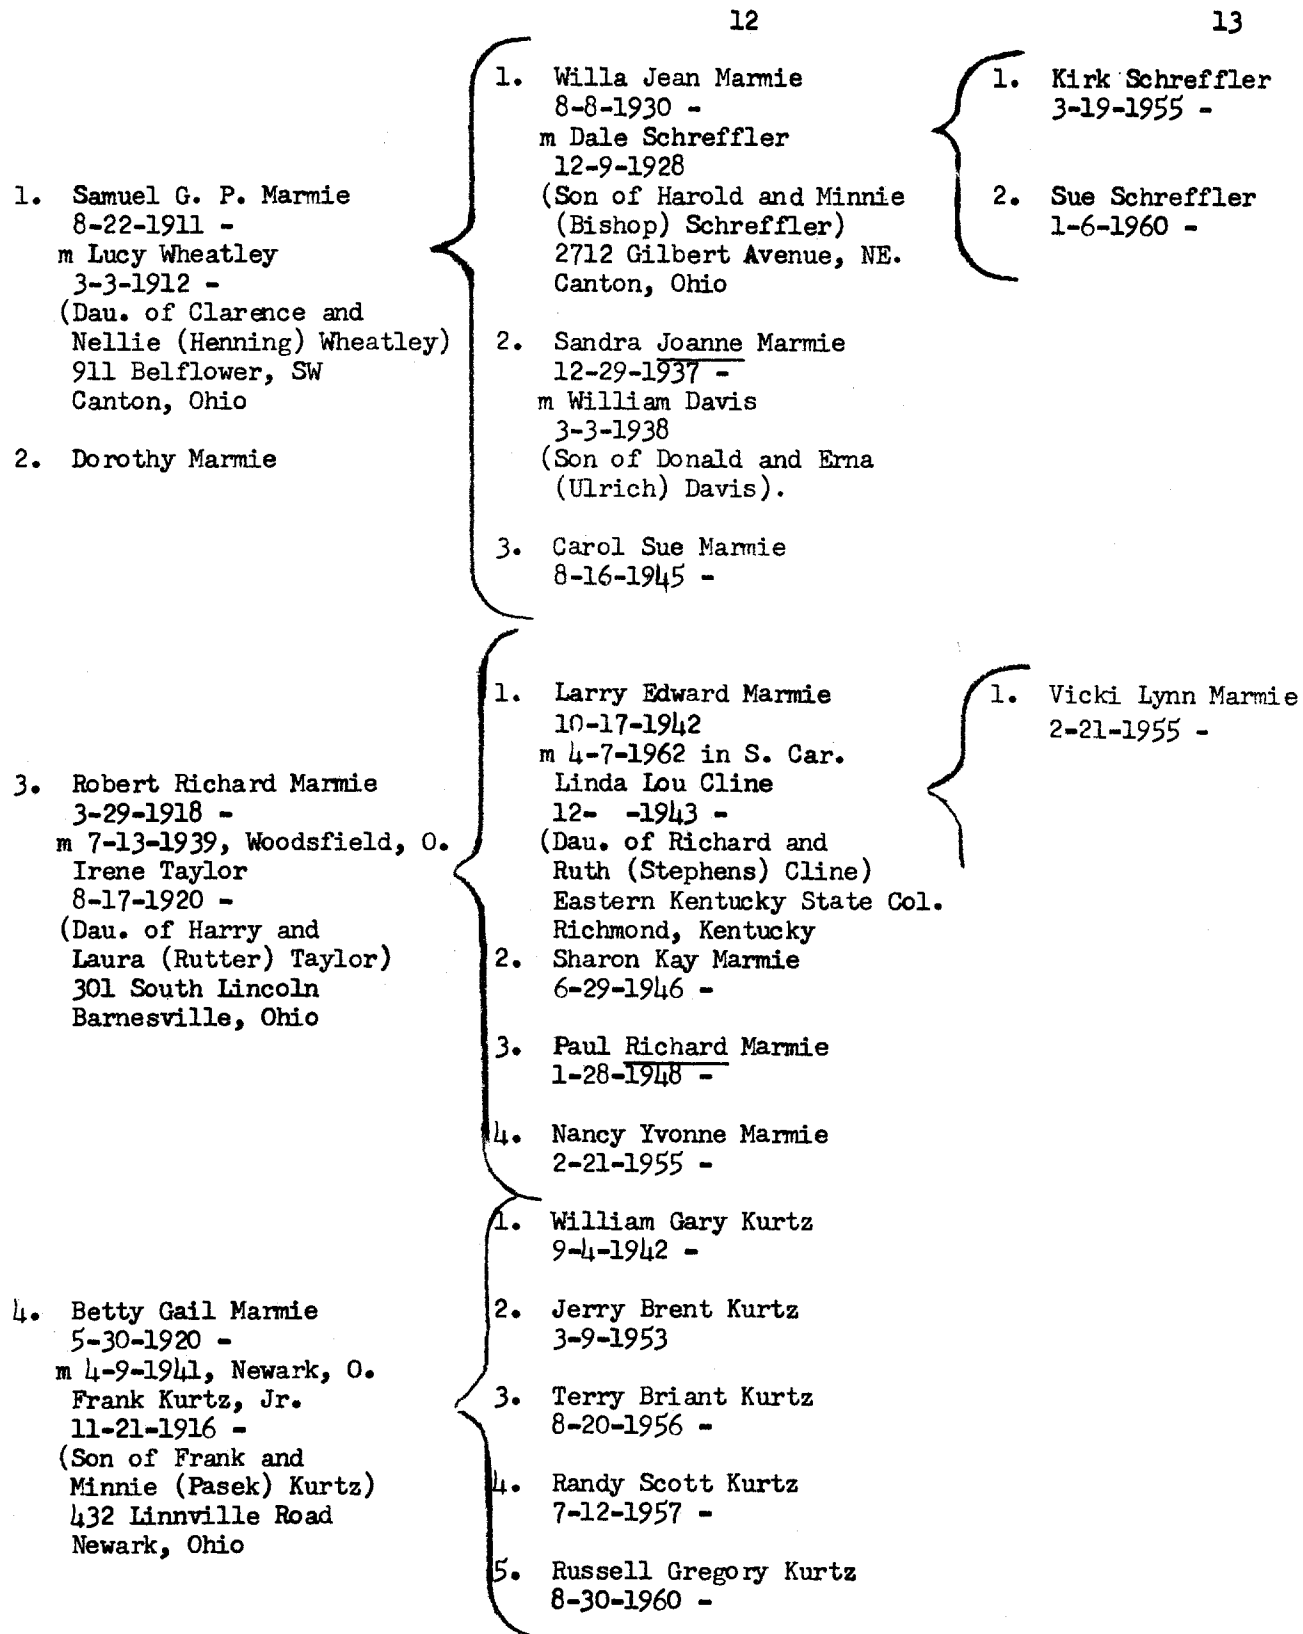 12
13
1. Samuel G. P. Marmie
8-22-1911 -
m Lucy Wheatley
3-3-1912 -
(Dau. of Clarence and
Nellie (Henning) Wheatley)
911 Belflower, SW
Canton, Ohio
2. Dorothy Marmie
1. Willa Jean Marmie
8-8-1930 -
m Dale Schreffler
12-9-1928
(Son of Harold and Minnie
(Bishop) Schreffler)
2712 Gilbert Avenue, NE.
Canton, Ohio
1. Kirk Schreffler
3-19-1955 -
2. Sue Schreffler
1-6-1960 -
2. Sandra Joanne Marmie
12-29-1937 -
m William Davis
3-3-1938
(Son of Donald and Erna
(Ulrich) Davis).
3. Carol Sue Marmie
8-16-1945 -
3. Robert Richard Marmie
3-29-1918 -
m 7-13-1939, Woodsfield, O.
Irene Taylor
8-17-1920 -
(Dau. of Harry and
Laura (Rutter) Taylor)
301 South Lincoln
Barnesville, Ohio
1. Larry Edward Marmie
10-17-1942
m 4-7-1962 in S. Car.
Linda Lou Cline
12- -1943 -
(Dau. of Richard and
Ruth (Stephens) Cline)
Eastern Kentucky State Col.
Richmond, Kentucky
1. Vicki Lynn Marmie
2-21-1955 -
2. Sharon Kay Marmie
6-29-1946 -
3. Paul Richard Marmie
1-28-1948 -
4. Nancy Yvonne Marmie
2-21-1955 -
4. Betty Gail Marmie
5-30-1920 -
m 4-9-1941, Newark, O.
Frank Kurtz, Jr.
11-21-1916 -
(Son of Frank and
Minnie (Pasek) Kurtz)
432 Linnville Road
Newark, Ohio
1. William Gary Kurtz
9-4-1942 -
2. Jerry Brent Kurtz
3-9-1953
3. Terry Briant Kurtz
8-20-1956 -
4. Randy Scott Kurtz
7-12-1957 -
5. Russell Gregory Kurtz
8-30-1960 -